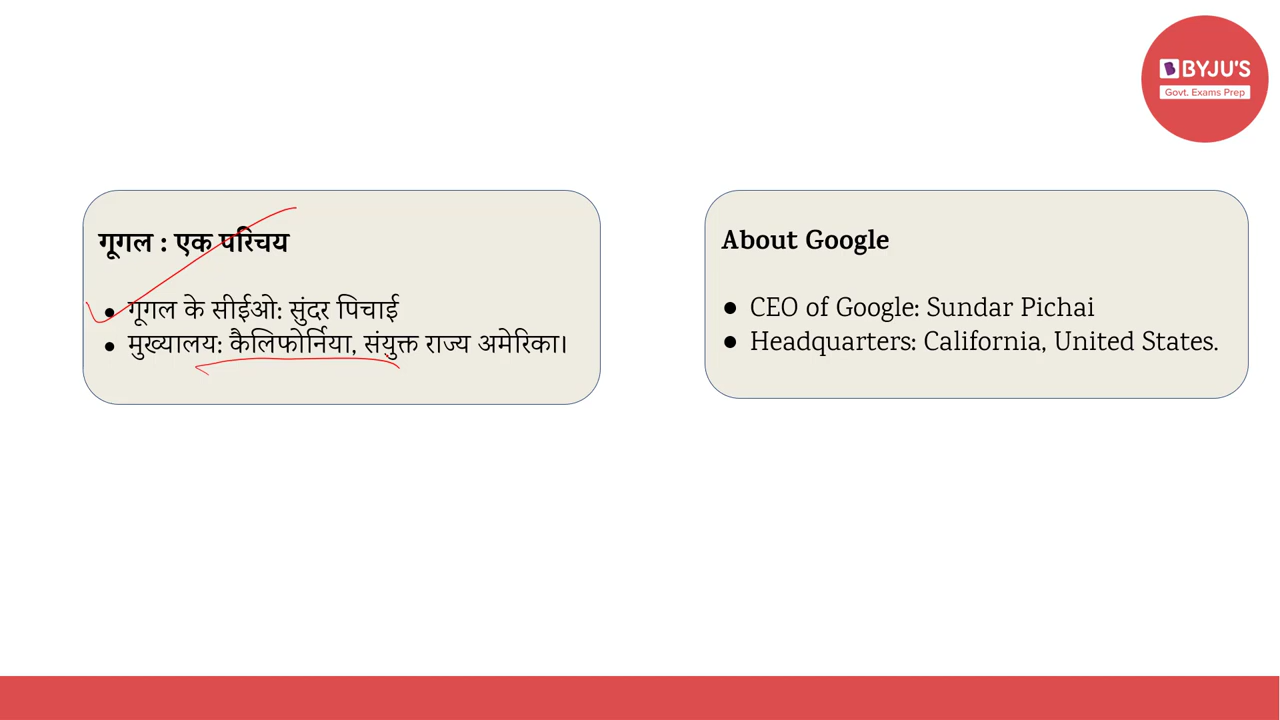 BYJU'S
Govt. Exams Prep
गूगल : एक परिचय
● गूगल के सीईओ: सुंदर पिचाई
● मुख्यालय: कैलिफोर्निया, संयुक्त राज्य अमेरिका।
About Google
● CEO of Google: Sundar Pichai
● Headquarters: California, United States.